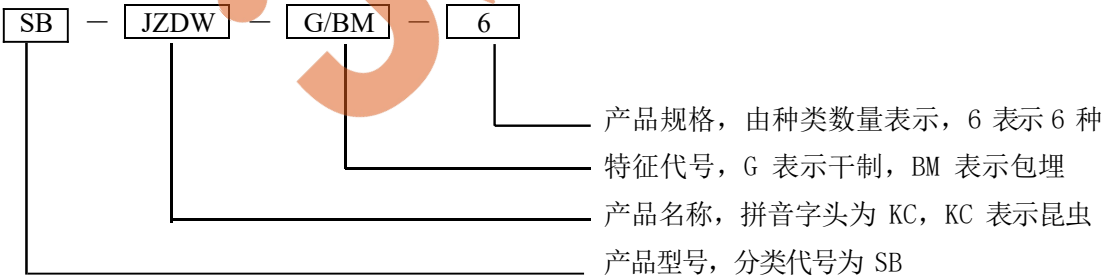 SB － JZDW － G/BM － 6
产品规格，由种类数量表示，6 表示 6 种
特征代号，G 表示干制，BM 表示包埋
产品名称，拼音字头为 KC，KC 表示昆虫
产品型号，分类代号为 SB